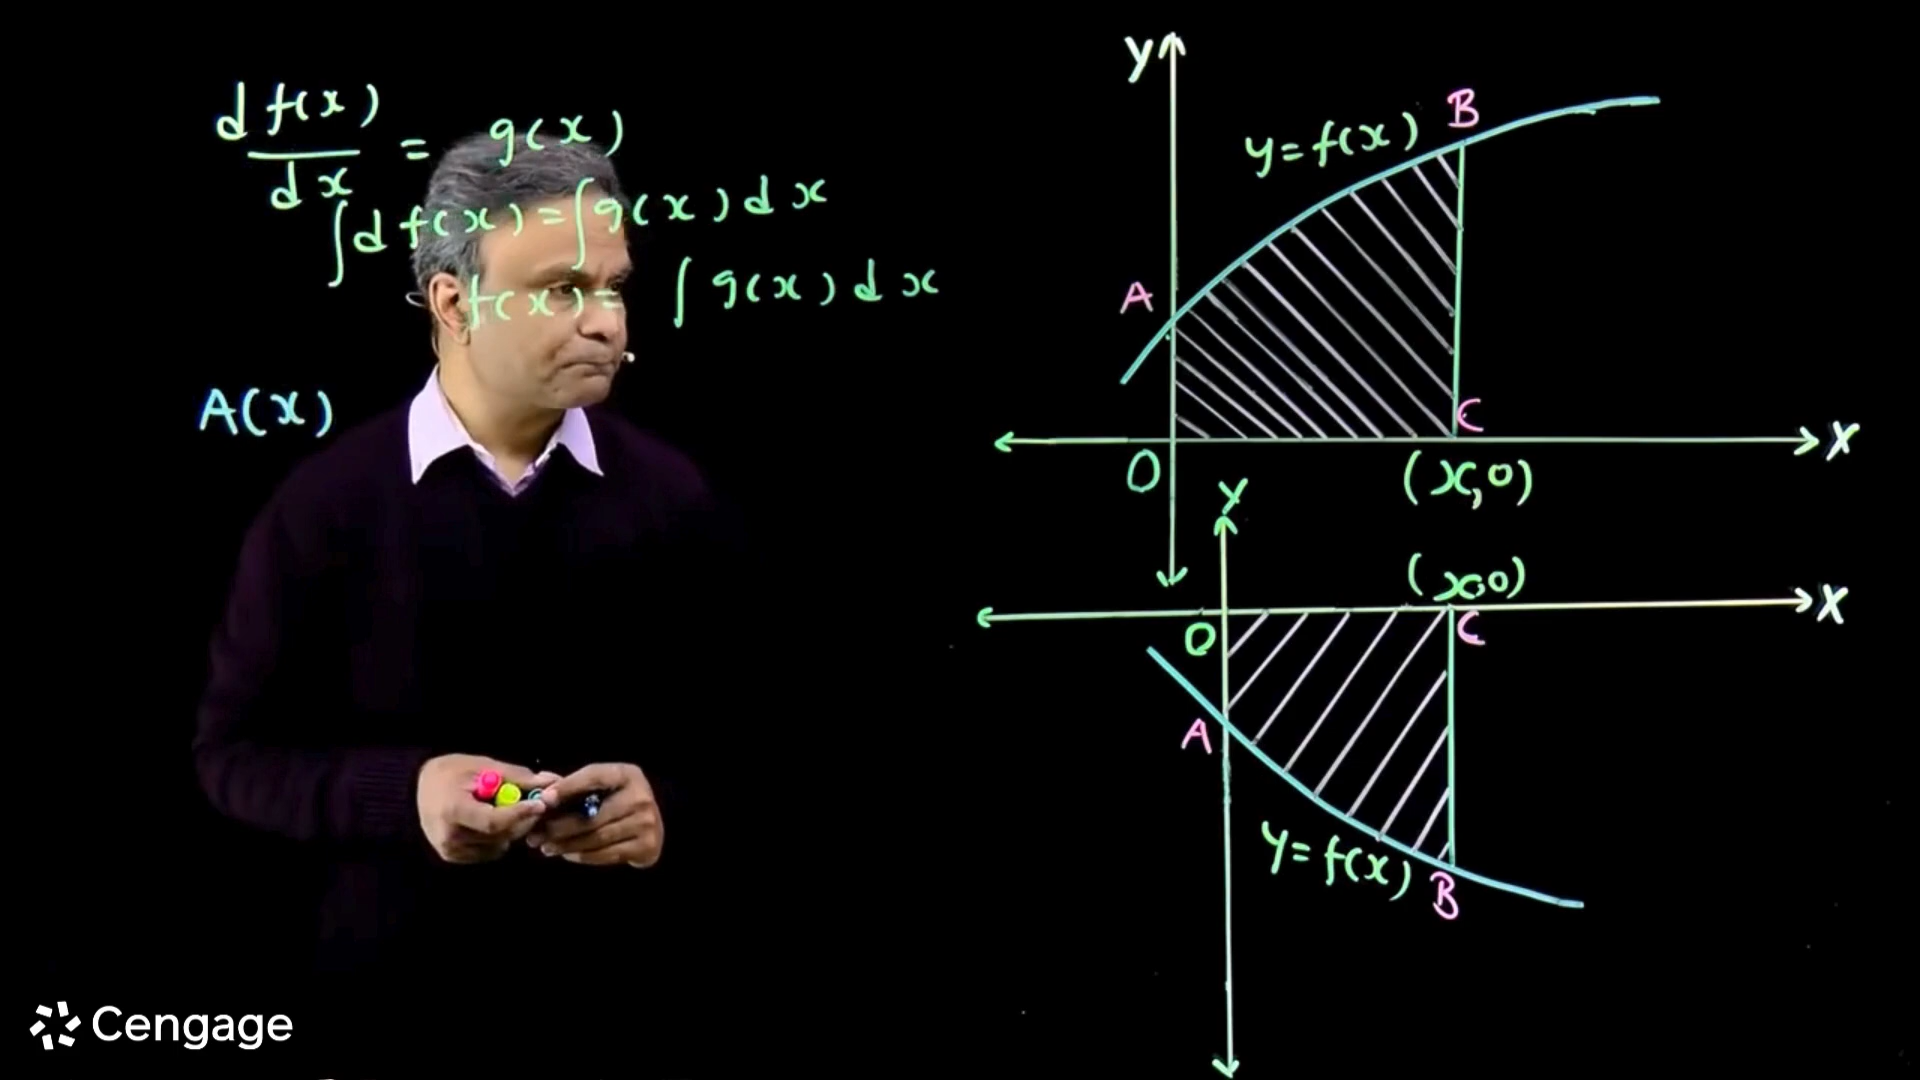 d f(x)
dx
= g(x)
∫d f(x) = ∫g(x) dx
f(x) = ∫ g(x) dx
A(x)
y
y=f(x)
B
A
C
O
X
(x,0)
y
(x,0)
X
O
C
A
y=f(x)
B
Cengage